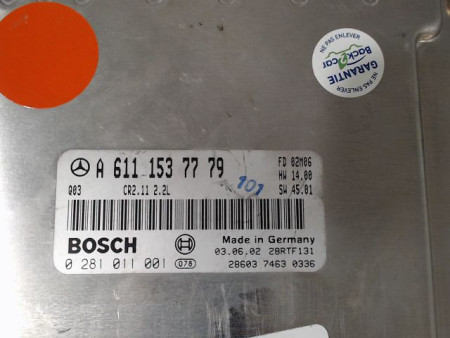 NE PAS ENLEVER
Back2car
GARANTIE
NE PAS ENLEVER
A 611 153 77 79
FD 02M06
HW 14.00
SW 45.01
Q03
CR2.11 2.2L
101
BOSCH
Made in Germany
03.06.02 28RTF131
0 281 011 001
078
28603 7463 0336